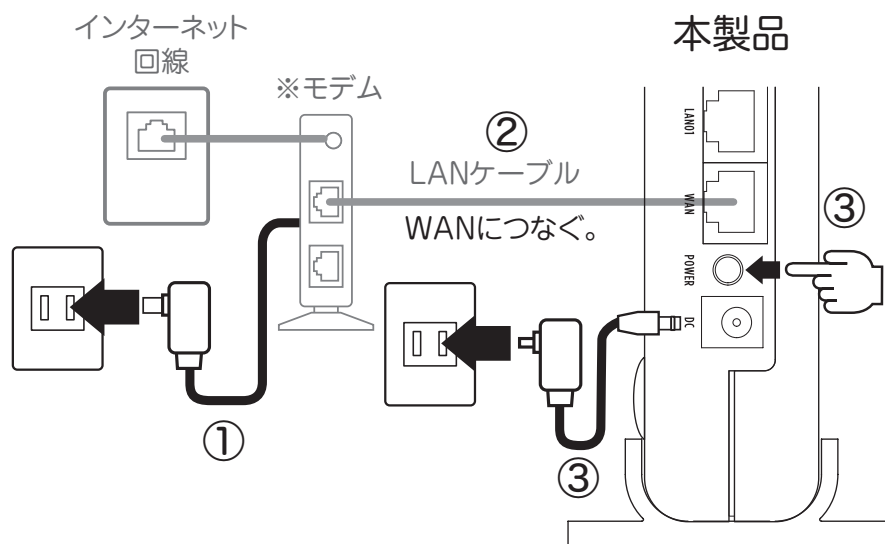 インターネット
回線
※モデム
本製品
②
LANケーブル
WANにつなぐ。
LAN01
WAN
POWER
DC
③
①
③